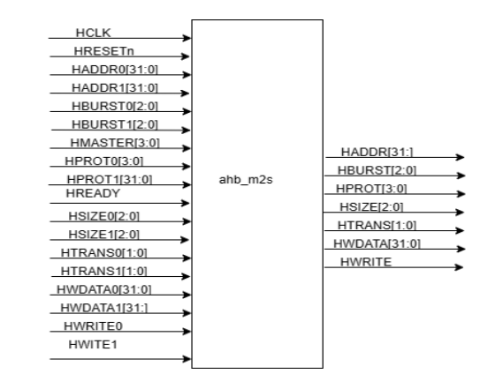 HCLK
HRESETn
HADDR0[31:0]
HADDR1[31:0]
HBURST0[2:0]
HBURST1[2:0]
HMASTER[3:0]
HPROT0[3:0]
HPROT1[31:0]
HREADY
HSIZE0[2:0]
HSIZE1[2:0]
HTRANS0[1:0]
HTRANS1[1:0]
HWDATA0[31:0]
HWDATA1[31:]
HWRITE0
HWITE1
ahb_m2s
HADDR[31:]
HBURST[2:0]
HPROT[3:0]
HSIZE[2:0]
HTRANS[1:0]
HWDATA[31:0]
HWRITE